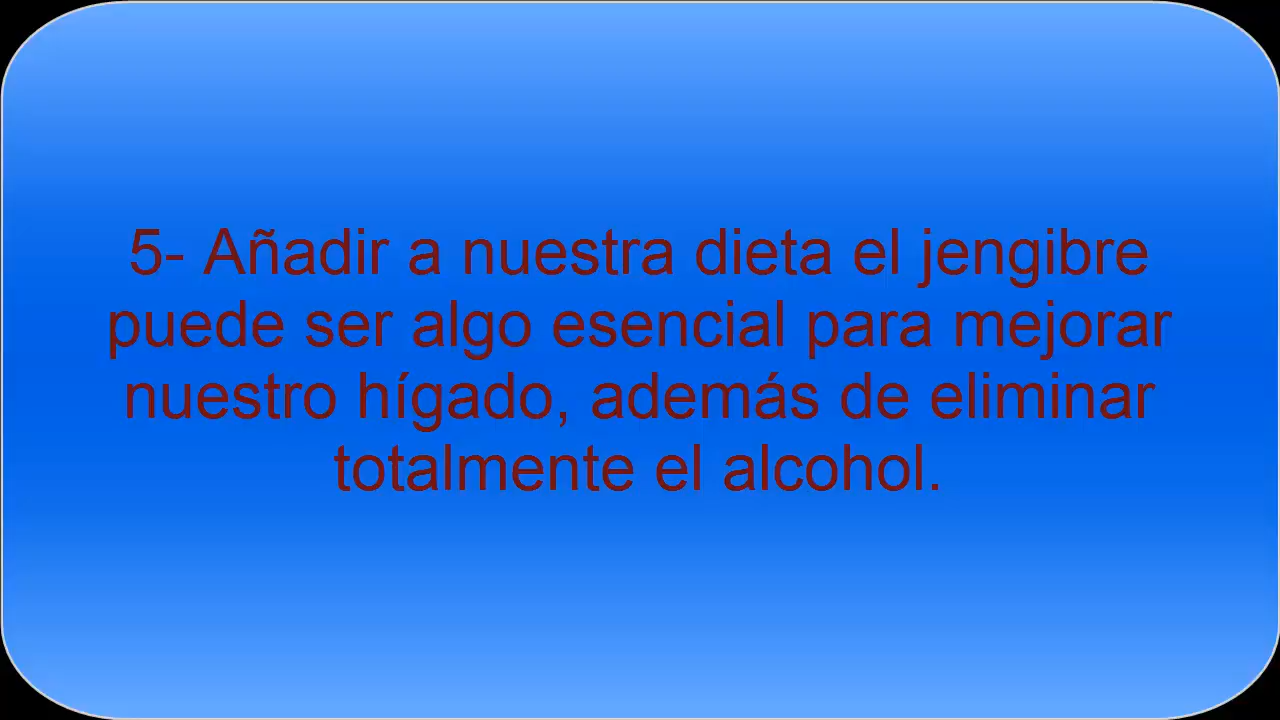 5- Añadir a nuestra dieta el jengibre
puede ser algo esencial para mejorar
nuestro hígado, además de eliminar
totalmente el alcohol.